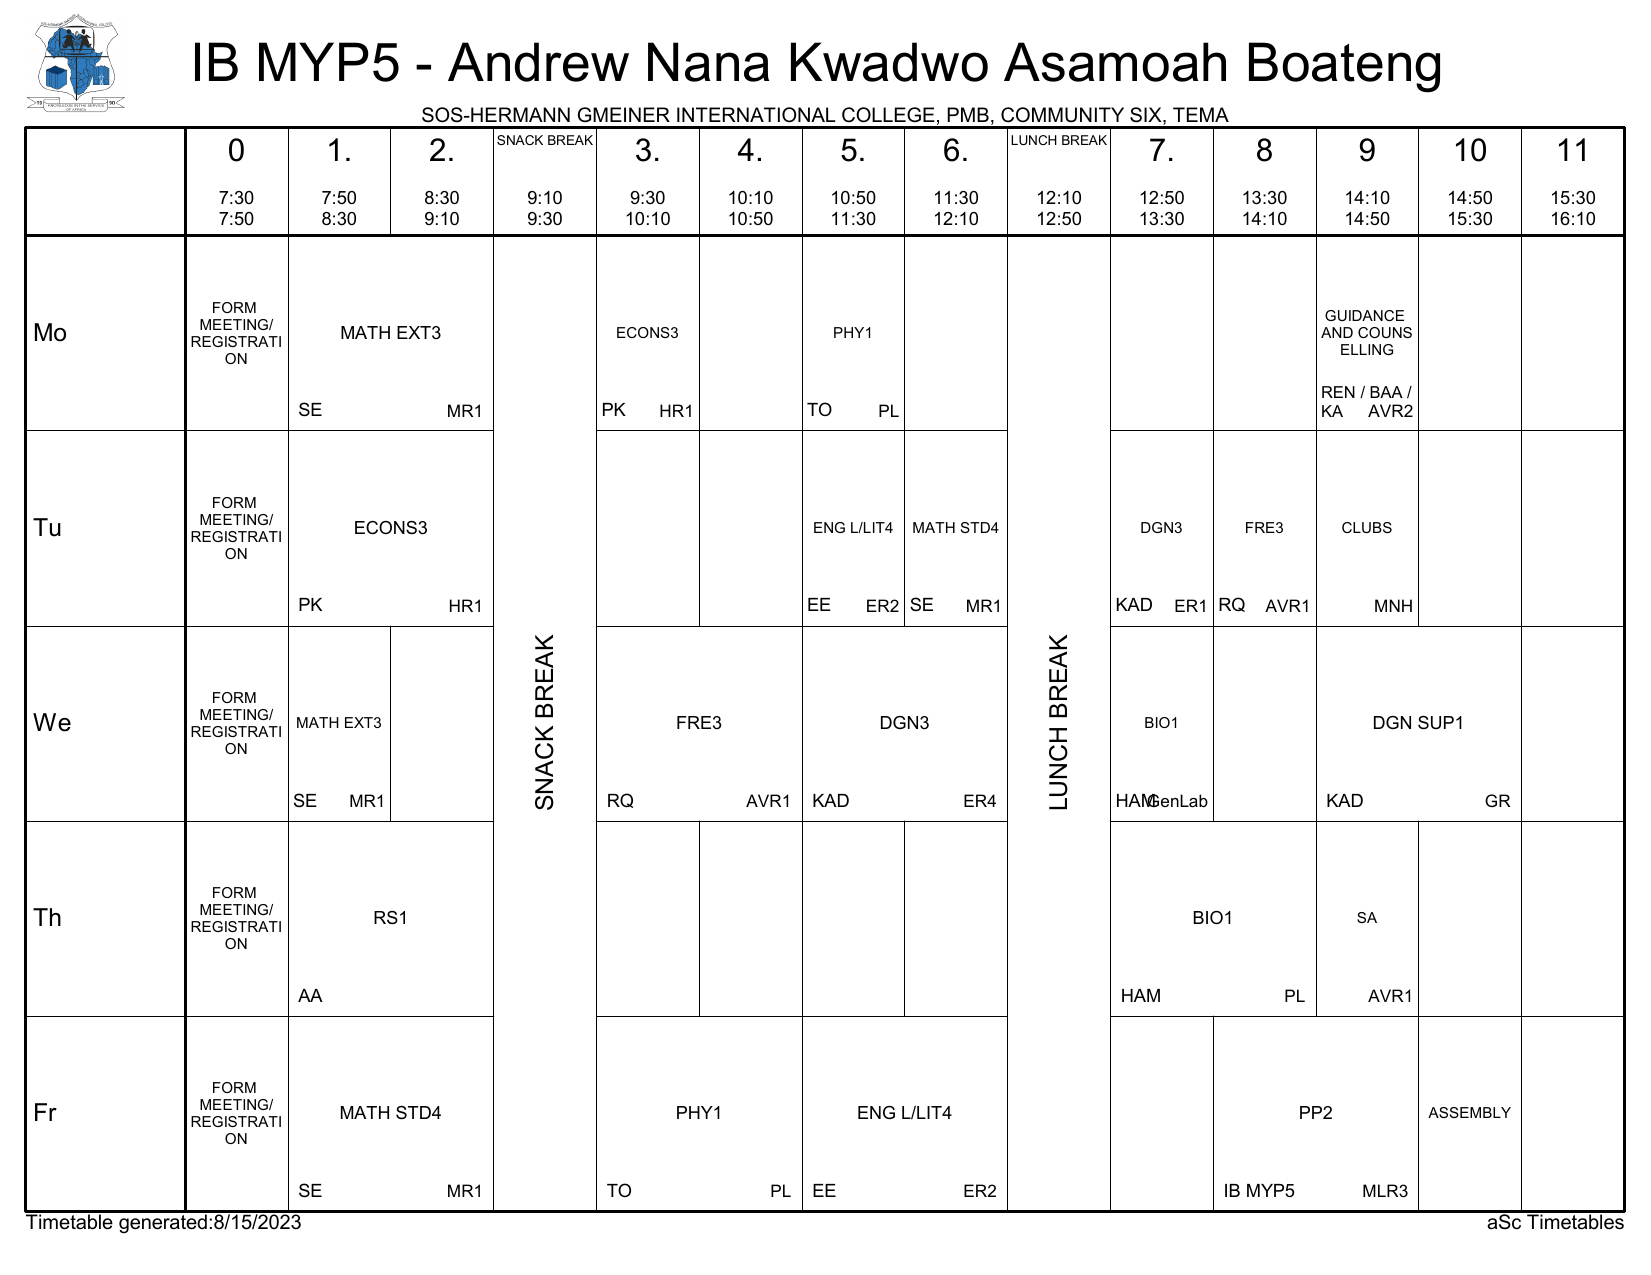 IB MYP5 - Andrew Nana Kwadwo Asamoah Boateng
SOS-HERMANN GMEINER INTERNATIONAL COLLEGE, PMB, COMMUNITY SIX, TEMA
19 90
KNOWLEDGE IN THE SERVICE
OF AFRICA
0 1. 2. SNACK BREAK 3. 4. 5. 6. LUNCH BREAK 7. 8 9 10 11
7:30 7:50 8:30 9:10 9:30 10:10 10:50 11:30 12:10 12:50 13:30 14:10 14:50 15:30
7:50 8:30 9:10 9:30 10:10 10:50 11:30 12:10 12:50 13:30 14:10 14:50 15:30 16:10
SNACK BREAK
LUNCH BREAK
Mo
FORM
MEETING/
REGISTRATI
ON
MATH EXT3
SE MR1
ECONS3
PK HR1
PHY1
TO PL
GUIDANCE
AND COUNS
ELLING
REN / BAA /
KA AVR2
Tu
FORM
MEETING/
REGISTRATI
ON
ECONS3
PK HR1
ENG L/LIT4
EE ER2
MATH STD4
SE MR1
DGN3
KAD ER1
FRE3
RQ AVR1
CLUBS
MNH
We
FORM
MEETING/
REGISTRATI
ON
MATH EXT3
SE MR1
FRE3
RQ AVR1
DGN3
KAD ER4
BIO1
HAM GenLab
DGN SUP1
KAD GR
Th
FORM
MEETING/
REGISTRATI
ON
RS1
AA
BIO1
HAM PL
SA
AVR1
Fr
FORM
MEETING/
REGISTRATI
ON
MATH STD4
SE MR1
PHY1
TO PL
ENG L/LIT4
EE ER2
PP2
IB MYP5 MLR3
ASSEMBLY
Timetable generated:8/15/2023
aSc Timetables